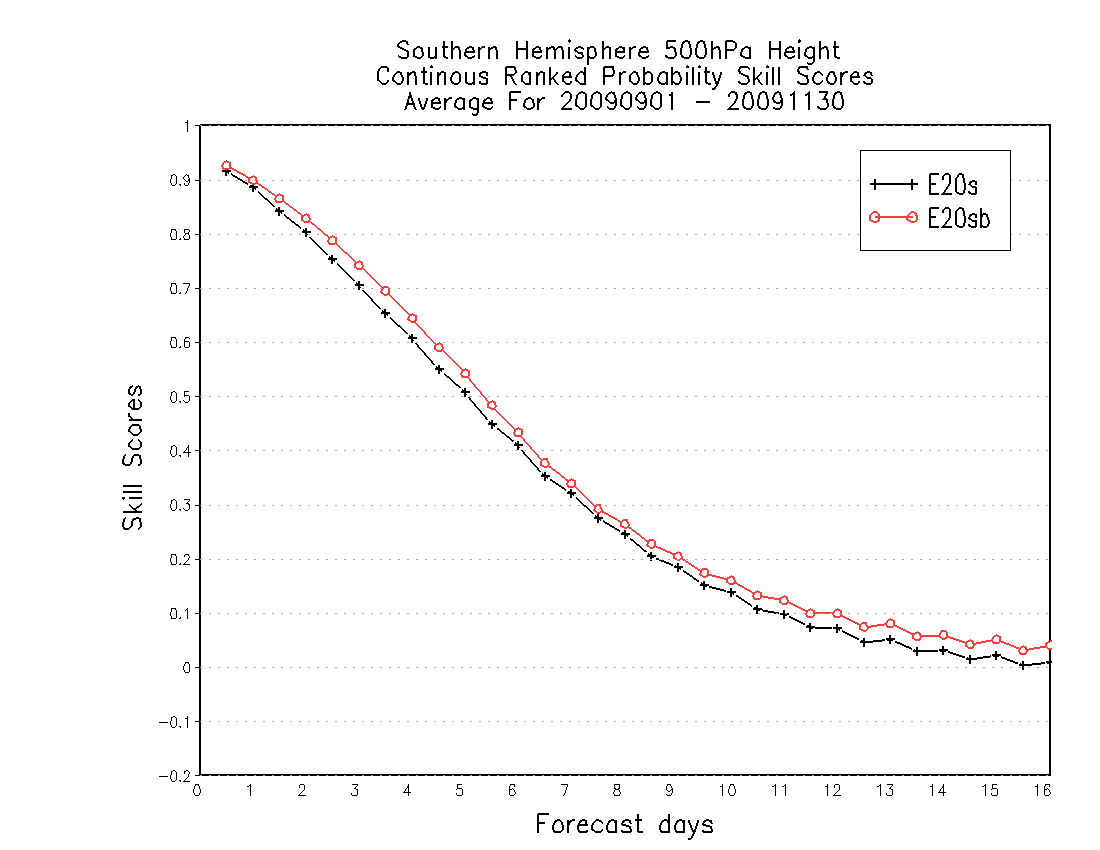 Southern Hemisphere 500hPa Height
Continous Ranked Probability Skill Scores
Average For 20090901 − 20091130
E20s
E20sb
1
0.9
0.8
0.7
0.6
0.5
0.4
0.3
0.2
0.1
0
−0.1
−0.2
Skill Scores
0 1 2 3 4 5 6 7 8 9 10 11 12 13 14 15 16
Forecast days